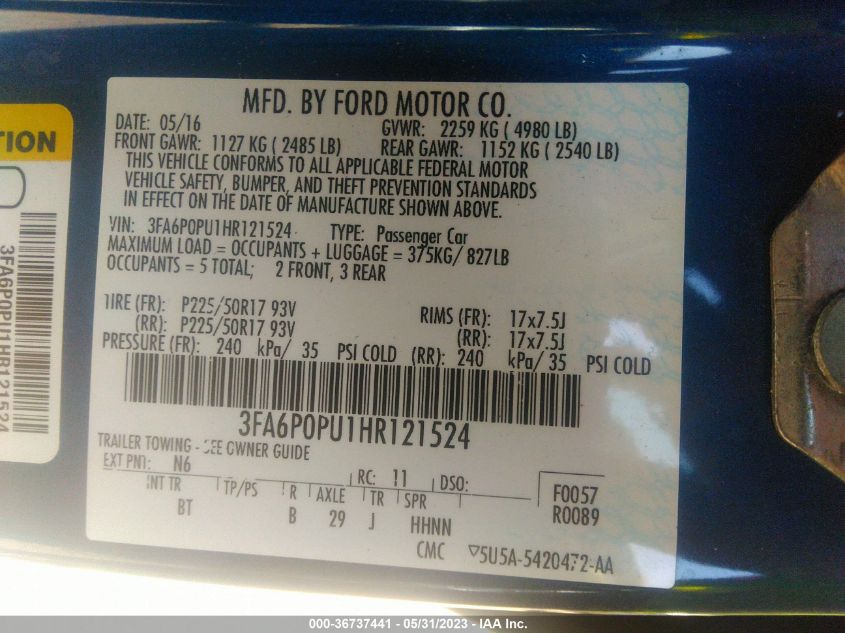 MFD. BY FORD MOTOR CO.
DATE: 05/16 GVWR: 2259 KG ( 4980 LB)
FRONT GAWR: 1127 KG ( 2485 LB) REAR GAWR: 1152 KG ( 2540 LB)
THIS VEHICLE CONFORMS TO ALL APPLICABLE FEDERAL MOTOR
VEHICLE SAFETY, BUMPER, AND THEFT PREVENTION STANDARDS
IN EFFECT ON THE DATE OF MANUFACTURE SHOWN ABOVE.
VIN: 3FA6P0PU1HR121524 TYPE: Passenger Car
MAXIMUM LOAD = OCCUPANTS + LUGGAGE = 375KG/ 827LB
OCCUPANTS = 5 TOTAL; 2 FRONT, 3 REAR
TIRE (FR): P225/50R17 93V RIMS (FR): 17x7.5J
(RR): P225/50R17 93V (RR): 17x7.5J
PRESSURE (FR): 240 kPa/ 35 PSI COLD (RR): 240 kPa/ 35 PSI COLD
3FA6P0PU1HR121524
TRAILER TOWING - SEE OWNER GUIDE
EXT PNT: N6 RC: 11 DSO: F0057
INT TR TP/PS R AXLE TR SPR R0089
BT B 29 J HHNN
CMC ▽5U5A-5420472-AA
TION
3FA6P0PU1HR121524
000-36737441 - 05/31/2023 - IAA Inc.